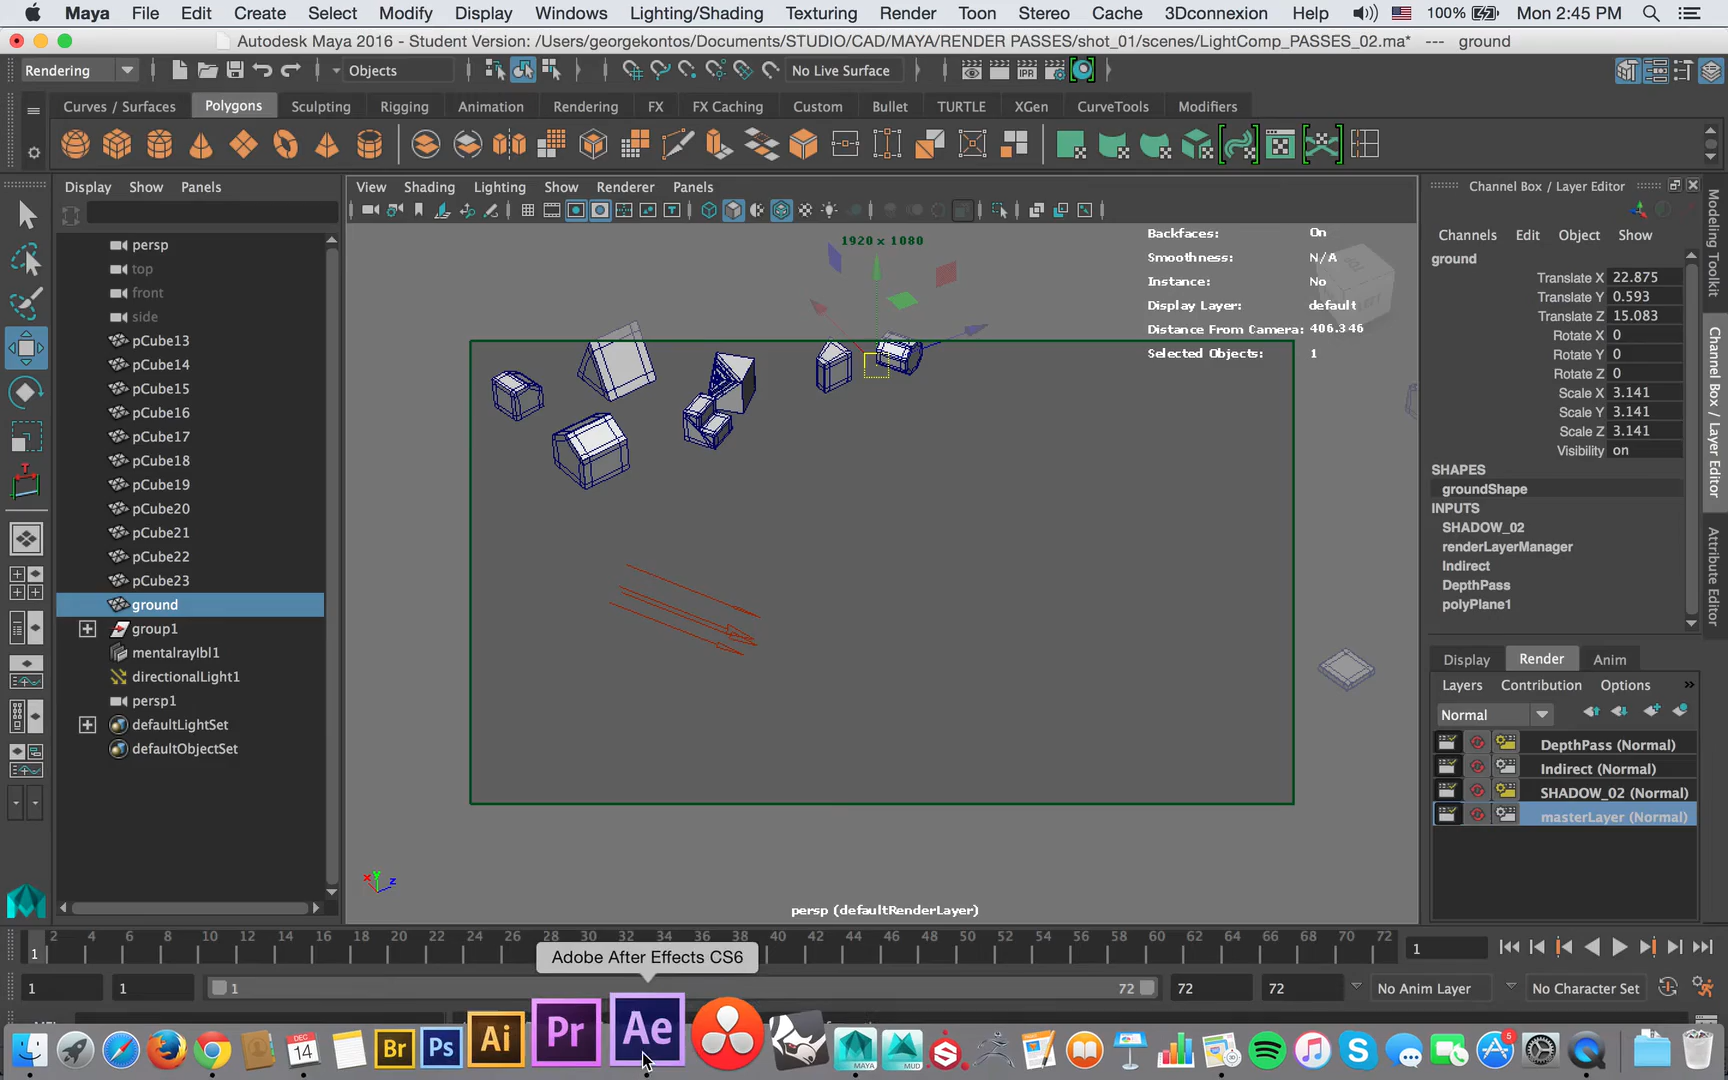 Maya File Edit Create Select Modify Display Windows Lighting/Shading Texturing Render Toon Stereo Cache 3Dconnexion Help 100% Mon 2:45 PM
Autodesk Maya 2016 - Student Version: /Users/georgekontos/Documents/STUDIO/CAD/MAYA/RENDER PASSES/shot_01/scenes/LightComp_PASSES_02.ma* --- ground
Rendering Objects IPR No Live Surface
Curves / Surfaces Polygons Sculpting Rigging Animation Rendering FX FX Caching Custom Bullet TURTLE XGen CurveTools Modifiers
Display Show Panels
View Shading Lighting Show Renderer Panels
Channel Box / Layer Editor
Channels Edit Object Show
persp
top
front
side
pCube13
pCube14
pCube15
pCube16
pCube17
pCube18
pCube19
pCube20
pCube21
pCube22
pCube23
ground
group1
mentalrayIbl1
directionalLight1
persp1
defaultLightSet
defaultObjectSet
1920 x 1080
Backfaces: On
Smoothness: N/A
Instance: No
Display Layer: default
Distance From Camera: 406.346
Selected Objects: 1
persp (defaultRenderLayer)
ground
Translate X 22.875
Translate Y 0.593
Translate Z 15.083
Rotate X 0
Rotate Y 0
Rotate Z 0
Scale X 3.141
Scale Y 3.141
Scale Z 3.141
Visibility on
SHAPES
groundShape
INPUTS
SHADOW_02
renderLayerManager
Indirect
DepthPass
polyPlane1
Display Render Anim
Layers Contribution Options »
Normal
DepthPass (Normal)
Indirect (Normal)
SHADOW_02 (Normal)
masterLayer (Normal)
Modeling Toolkit
Channel Box / Layer Editor
Attribute Editor
1 2 4 6 8 10 12 14 16 18 20 22 24 26 28 30 32 34 36 38 40 42 44 46 48 50 52 54 56 58 60 62 64 66 68 70 72 1
Adobe After Effects CS6
1 1 1 72 72 72 No Anim Layer No Character Set
DEC 14 Br Ps Ai Pr Ae MAYA MUD 5